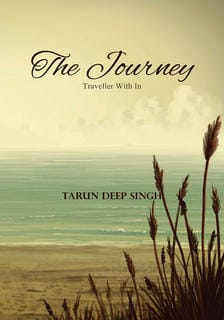 The Journey
Traveller With In
TARUN DEEP SINGH